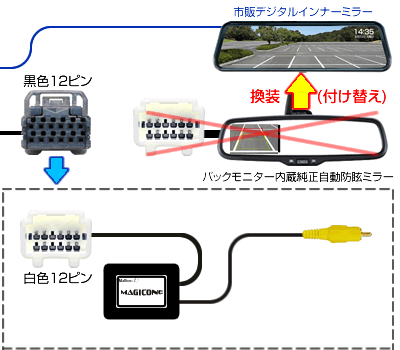 市販デジタルインナーミラー
14:35
黒色12ピン
換装 (付け替え)
バックモニター内蔵純正自動防眩ミラー
白色12ピン
MAGICONE